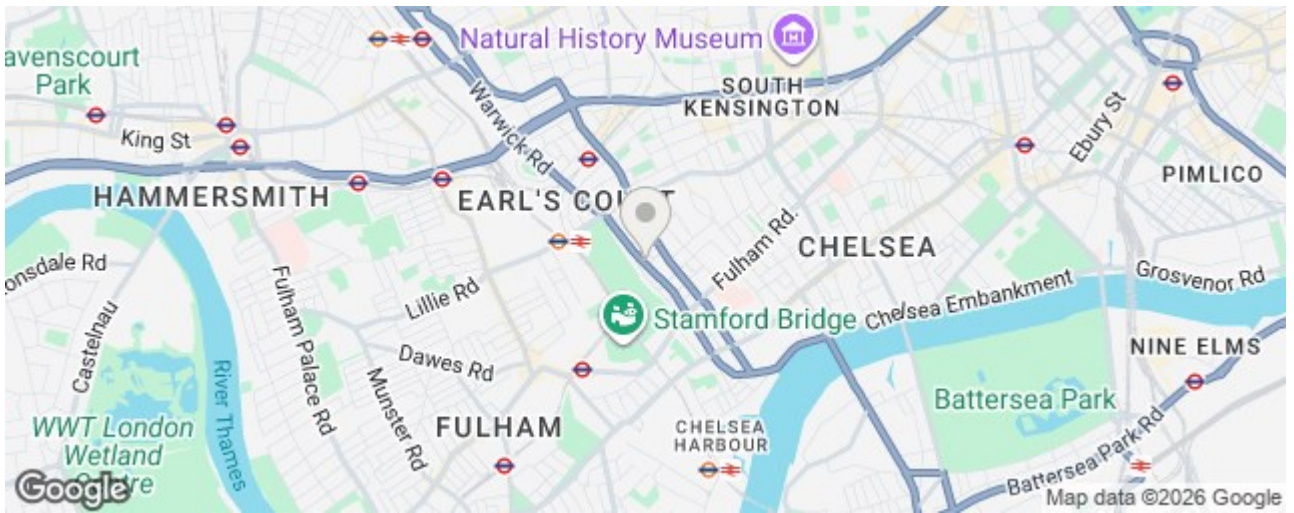 Natural History Museum
avenscourt
Park
SOUTH
KENSINGTON
Warwick Rd
King St
Ebury St
PIMLICO
HAMMERSMITH
EARL'S CO
T
CHELSEA
Fulham Rd.
onsdale Rd
Lillie Rd
Fulham Palace Rd
Castelnau
Grosvenor Rd
Chelsea Embankment
Stamford Bridge
Dawes Rd
Munster Rd
River Thames
NINE ELMS
Battersea Park
FULHAM
CHELSEA
HARBOUR
WWT London
Wetland
Centre
Battersea Park Rd
Google
Map data ©2026 Google